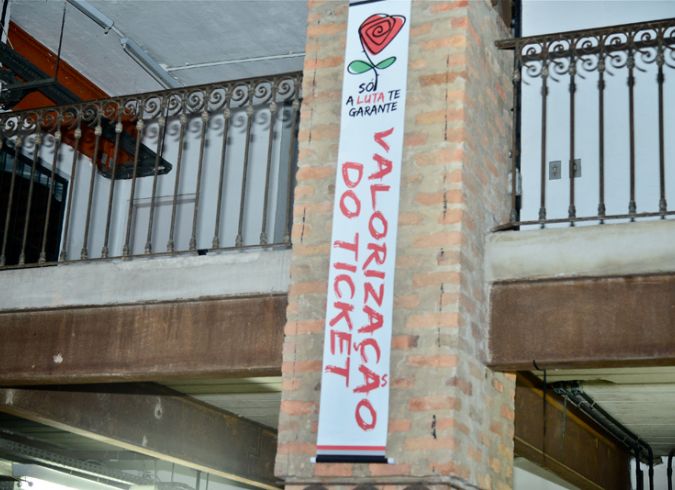 SÓ
A LUTA TE
GARANTE
VALORIZAÇÃO
DO TICKET